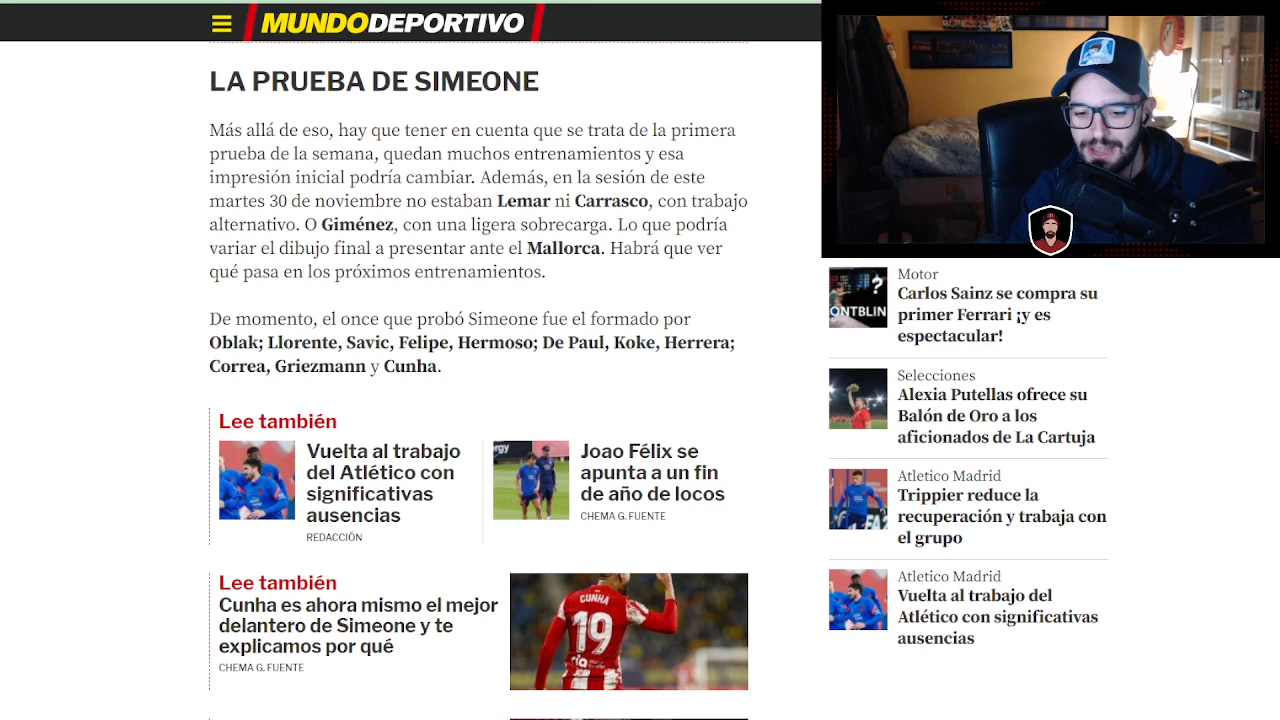 MUNDODEPORTIVO
LA PRUEBA DE SIMEONE
Más allá de eso, hay que tener en cuenta que se trata de la primera
prueba de la semana, quedan muchos entrenamientos y esa
impresión inicial podría cambiar. Además, en la sesión de este
martes 30 de noviembre no estaban Lemar ni Carrasco, con trabajo
alternativo. O Giménez, con una ligera sobrecarga. Lo que podría
variar el dibujo final a presentar ante el Mallorca. Habrá que ver
qué pasa en los próximos entrenamientos.
De momento, el once que probó Simeone fue el formado por
Oblak; Llorente, Savic, Felipe, Hermoso; De Paul, Koke, Herrera;
Correa, Griezmann y Cunha.
Lee también
Vuelta al trabajo
del Atlético con
significativas
ausencias
REDACCIÓN
Joao Félix se
apunta a un fin
de año de locos
CHEMA G. FUENTE
Lee también
Cunha es ahora mismo el mejor
delantero de Simeone y te
explicamos por qué
CHEMA G. FUENTE
CUNHA
19
?
ONTBLIN
Motor
Carlos Sainz se compra su
primer Ferrari ¡y es
espectacular!
Selecciones
Alexia Putellas ofrece su
Balón de Oro a los
aficionados de La Cartuja
Atletico Madrid
Trippier reduce la
recuperación y trabaja con
el grupo
Atletico Madrid
Vuelta al trabajo del
Atlético con significativas
ausencias